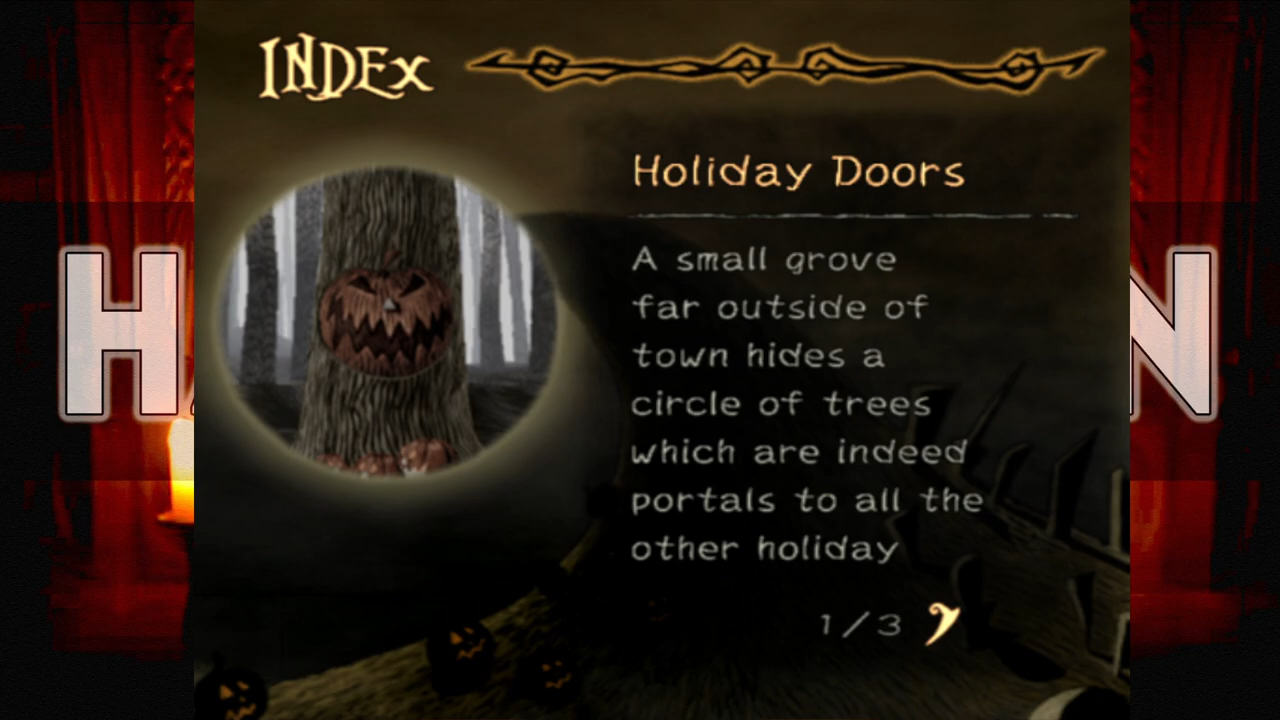 INDEX
Holiday Doors
A small grove
far outside of
town hides a
circle of trees
which are indeed
portals to all the
other holiday
1/3
H
N